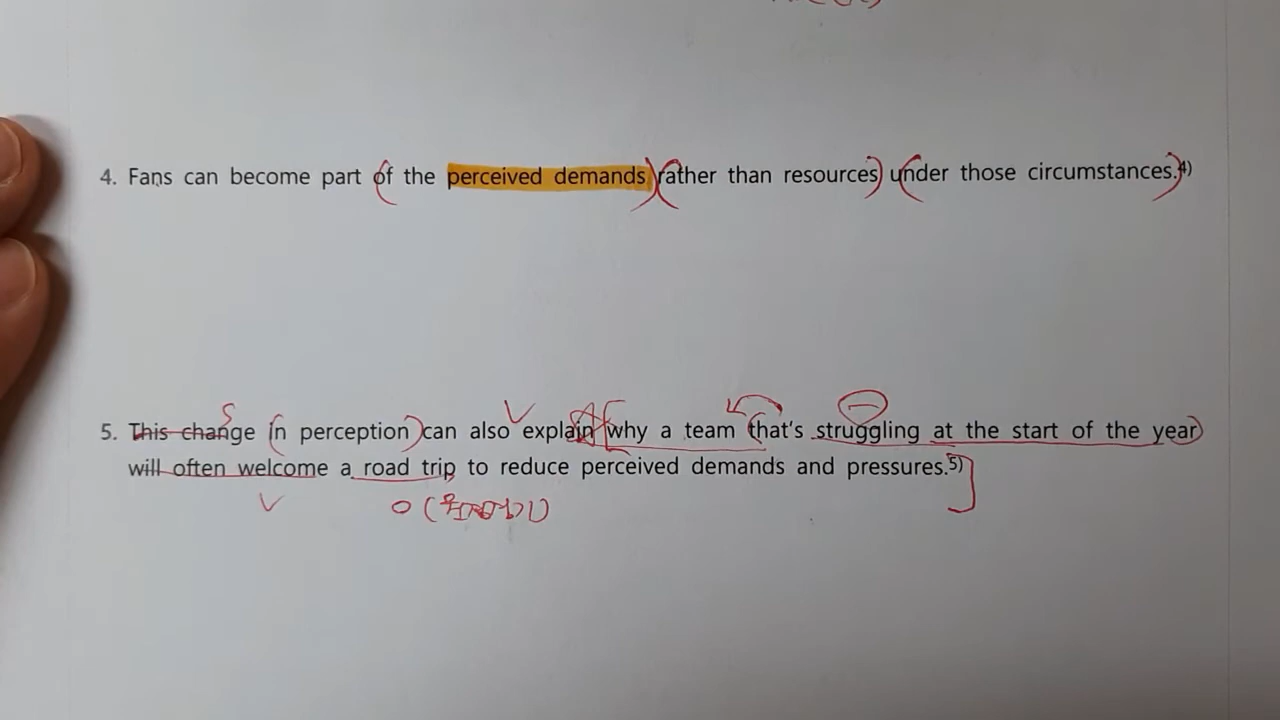 4. Fans can become part of the perceived demands rather than resources under those circumstances.4)
S
V
5. This change in perception can also explain why a team that's struggling at the start of the year
will often welcome a road trip to reduce perceived demands and pressures.5)
V
O